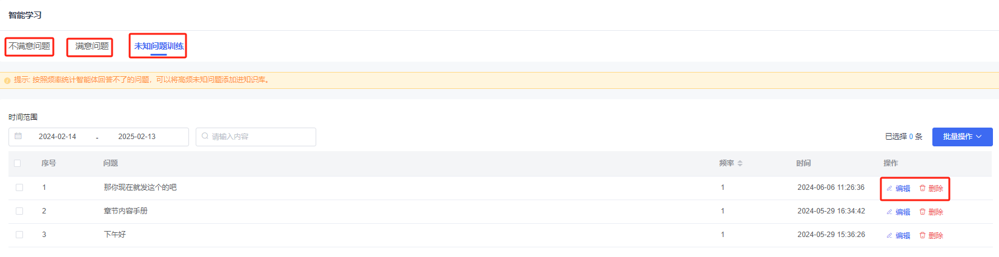 智能学习
不满意问题 满意问题 未知问题训练
提示: 按照频率统计智能体回答不了的问题，可以将高频未知问题添加进知识库。
时间范围
2024-02-14 - 2025-02-13 请输入内容 已选择 0 条 批量操作
序号 问题 频率 时间 操作
1 那你现在就发这个的吧 1 2024-06-06 11:26:36 编辑 删除
2 章节内容手册 1 2024-05-29 16:34:42 编辑 删除
3 下午好 1 2024-05-29 15:36:26 编辑 删除